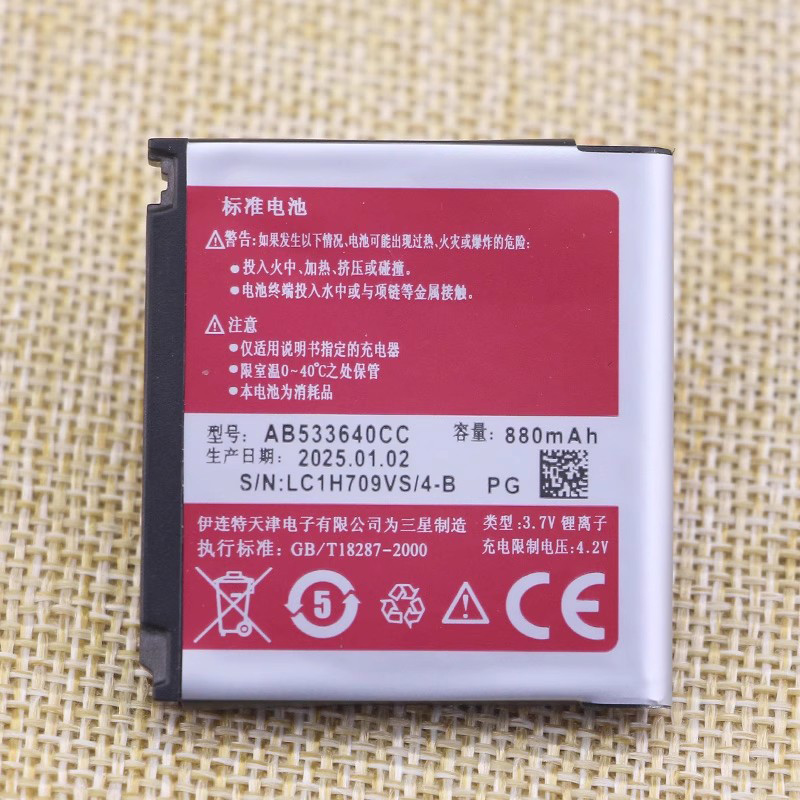 标准电池
警告:如果发生以下情况、电池可能出现过热、火灾或爆炸的危险:
●投入火中、加热、挤压或碰撞。
●电池终端投入水中或与项链等金属接触。
注意
●仅适用说明书指定的充电器
●限室温0~40℃之处保管
●本电池为消耗品
型号: AB533640CC 容量: 880mAh
生产日期: 2025.01.02
S/N:LC1H709VS/4-B PG
伊连特天津电子有限公司为三星制造 类型:3.7V 锂离子
执行标准: GB/T18287-2000 充电限制电压:4.2V
5 CE